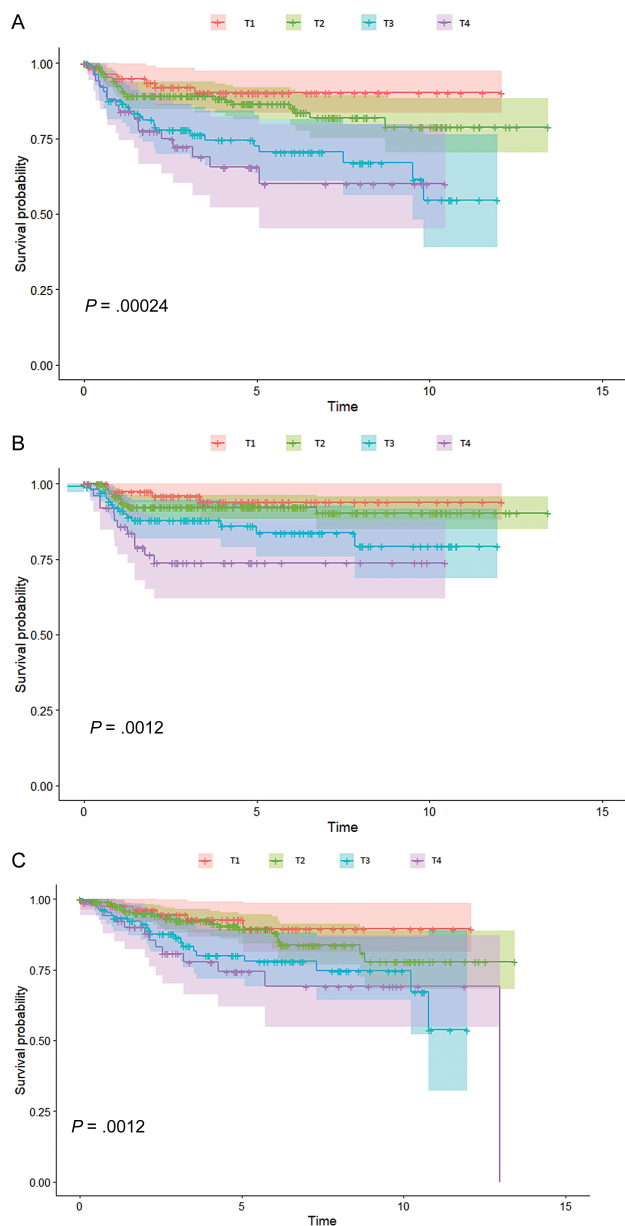 A
T1 T2 T3 T4
Survival probability
1.00
0.75
0.50
0.25
0.00
P = .00024
0 5 10 15
Time
B
T1 T2 T3 T4
Survival probability
1.00
0.75
0.50
0.25
0.00
P = .0012
0 5 10 15
Time
C
T1 T2 T3 T4
Survival probability
1.00
0.75
0.50
0.25
0.00
P = .0012
0 5 10 15
Time